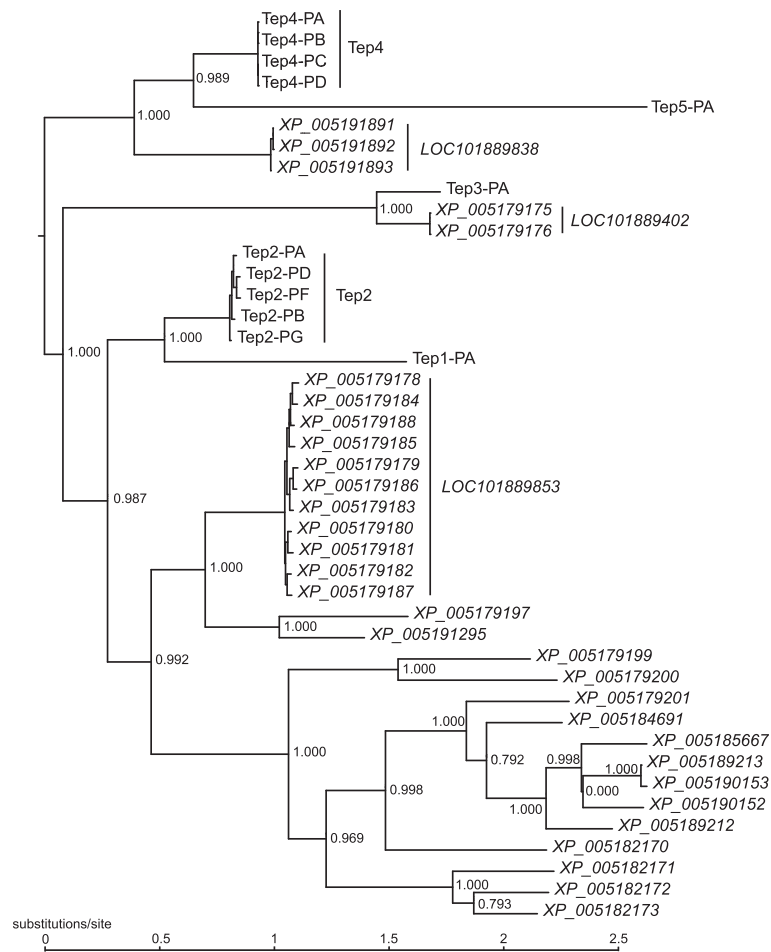 Tep4-PA
Tep4-PB
Tep4
Tep4-PC
Tep4-PD
0.989
Tep5-PA
1.000
XP_005191891
XP_005191892
LOC101889838
XP_005191893
Tep3-PA
1.000
XP_005179175
LOC101889402
XP_005179176
Tep2-PA
Tep2-PD
Tep2-PF
Tep2
Tep2-PB
Tep2-PG
1.000
1.000
Tep1-PA
XP_005179178
XP_005179184
XP_005179188
XP_005179185
XP_005179179
XP_005179186
LOC101889853
0.987
XP_005179183
XP_005179180
XP_005179181
1.000
XP_005179182
XP_005179187
XP_005179197
1.000
XP_005191295
0.992
XP_005179199
1.000
XP_005179200
XP_005179201
1.000
XP_005184691
XP_005185667
1.000
0.792
0.998
XP_005189213
1.000
XP_005190153
0.998
0.000
XP_005190152
1.000
XP_005189212
0.969
XP_005182170
XP_005182171
1.000
XP_005182172
0.793
XP_005182173
substitutions/site
0 0.5 1 1.5 2 2.5